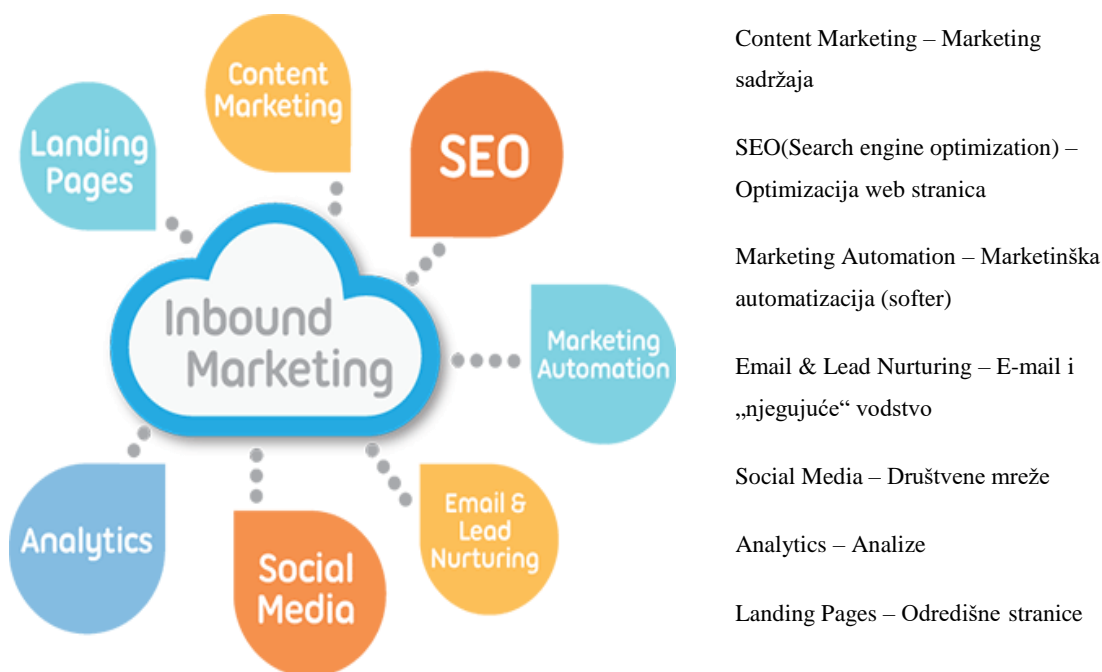 Content
Marketing
Landing
Pages
SEO
Inbound
Marketing
Marketing
Automation
Analytics
Social
Media
Email &
Lead
Nurturing
Content Marketing – Marketing
sadržaja
SEO(Search engine optimization) –
Optimizacija web stranica
Marketing Automation – Marketinška
automatizacija (softer)
Email & Lead Nurturing – E-mail i
„njegujuće“ vodstvo
Social Media – Društvene mreže
Analytics – Analize
Landing Pages – Odredišne stranice